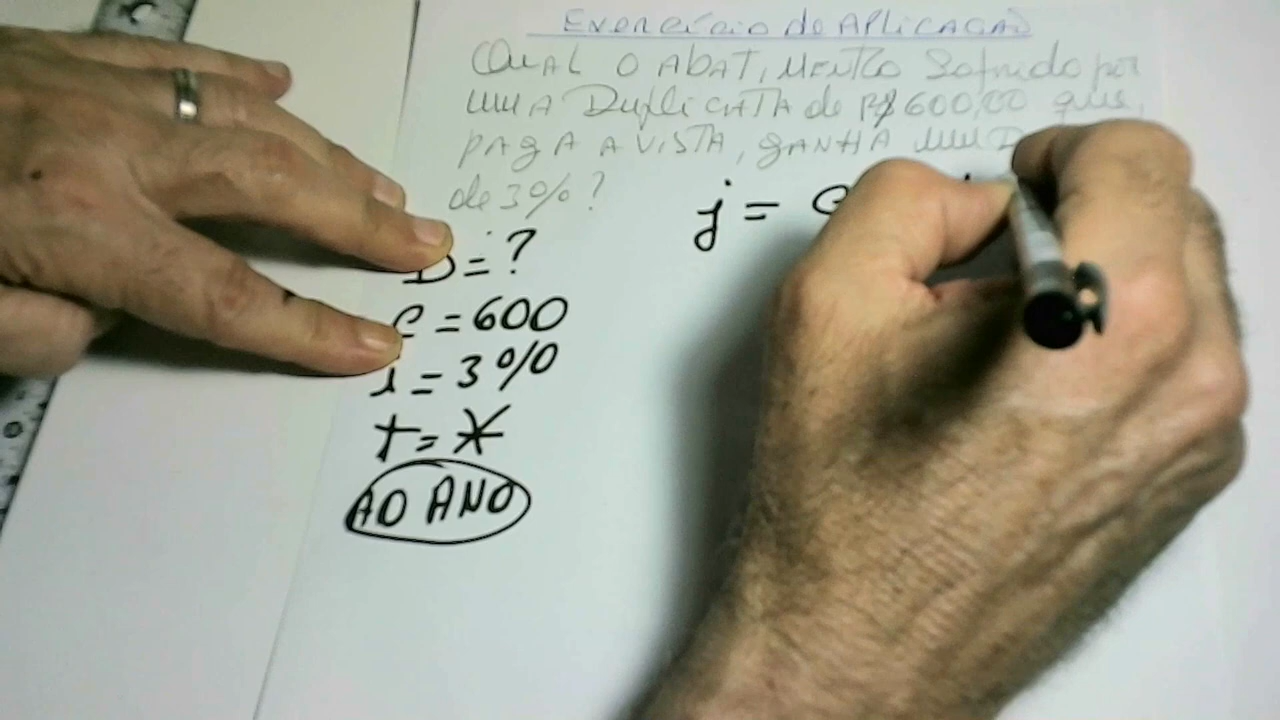 Exercício de Aplicação
Qual o abatimento sofrido por
uma Duplicata de R$ 600,00 que,
paga a vista, ganha um
de 3% ?
j =
D = ?
C = 600
i = 3%
t = *
AO ANO